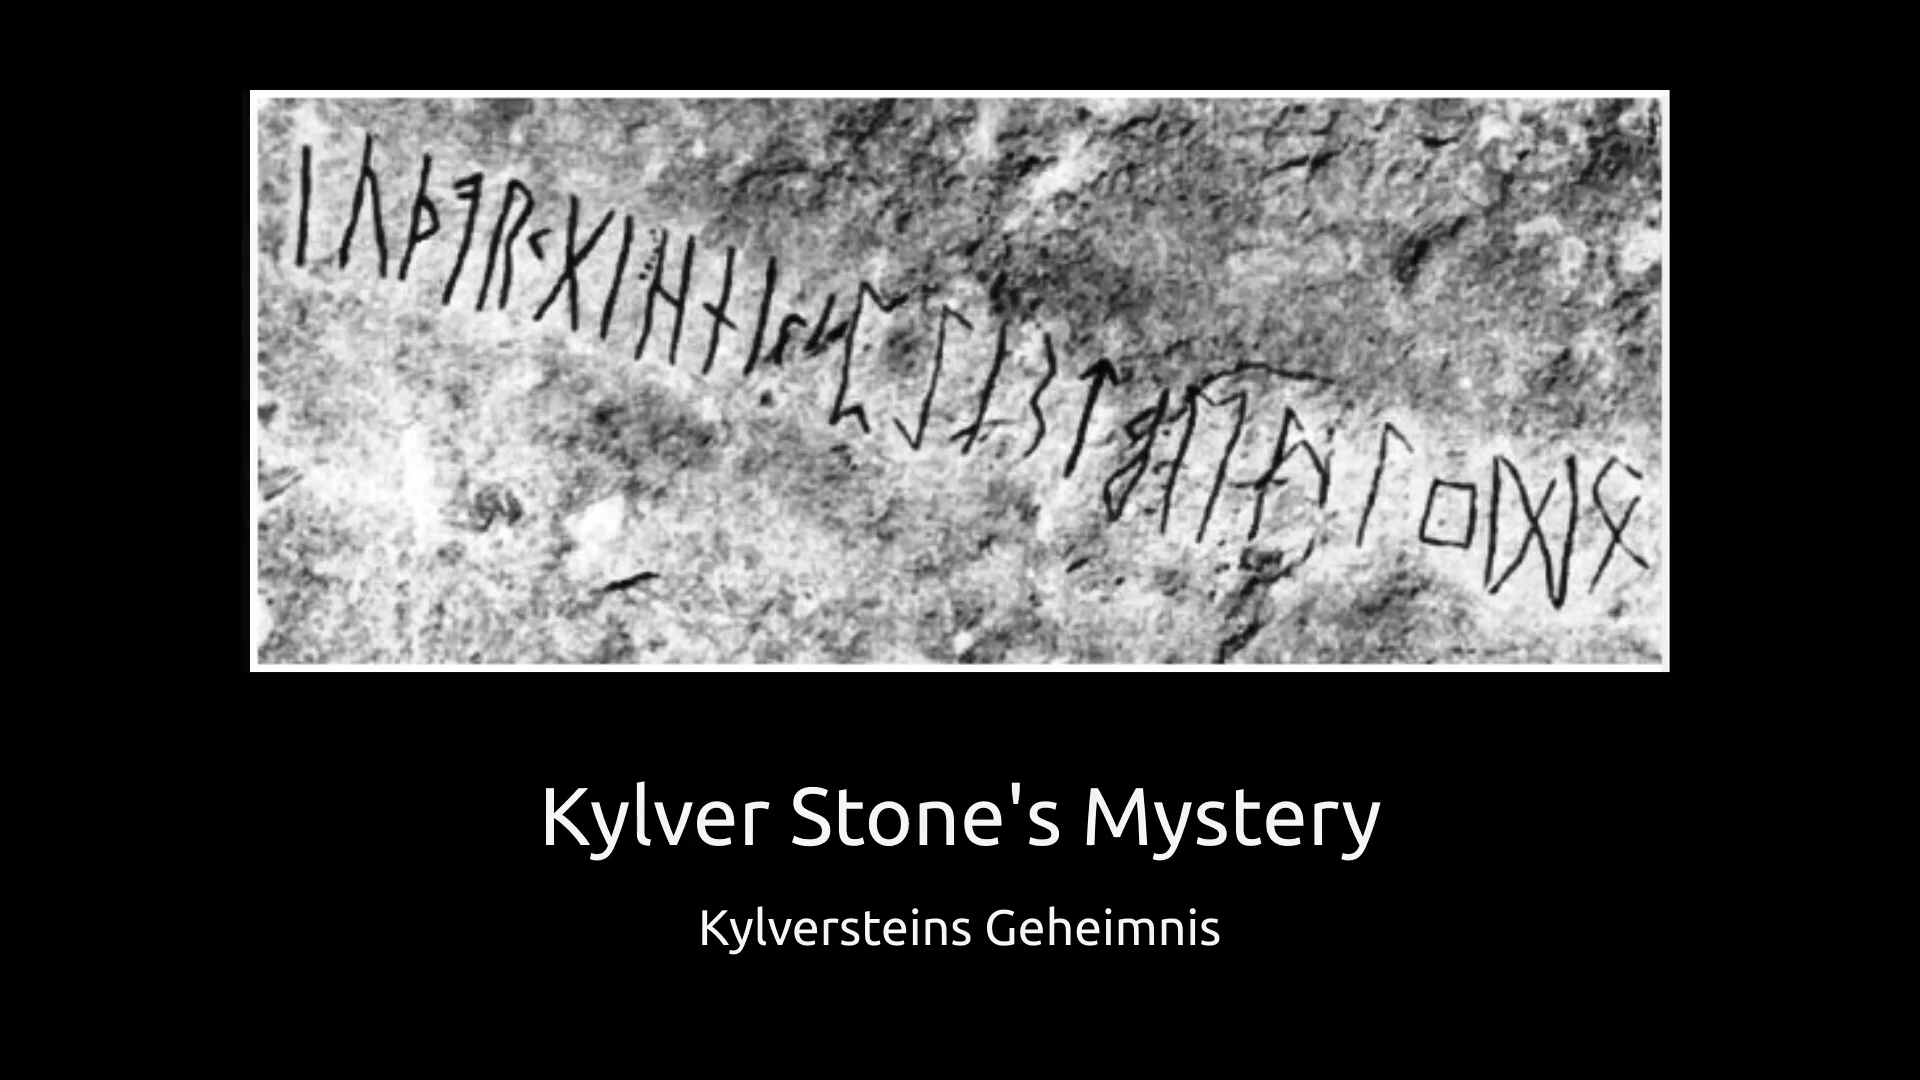 ᚠᚢᚦᚨᚱᚲᚷᚹᚺᚾᛁᛃᛈᛇᛉᛊᛏᛒᛖᛗᛚᛜᛞᛟ
Kylver Stone's Mystery
Kylversteins Geheimnis